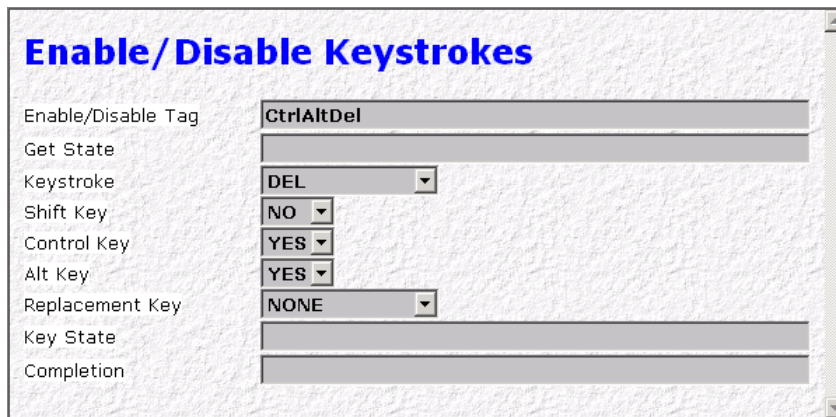 Enable/Disable Keystrokes
Enable/Disable Tag CtrlAltDel
Get State
Keystroke DEL
Shift Key NO
Control Key YES
Alt Key YES
Replacement Key NONE
Key State
Completion